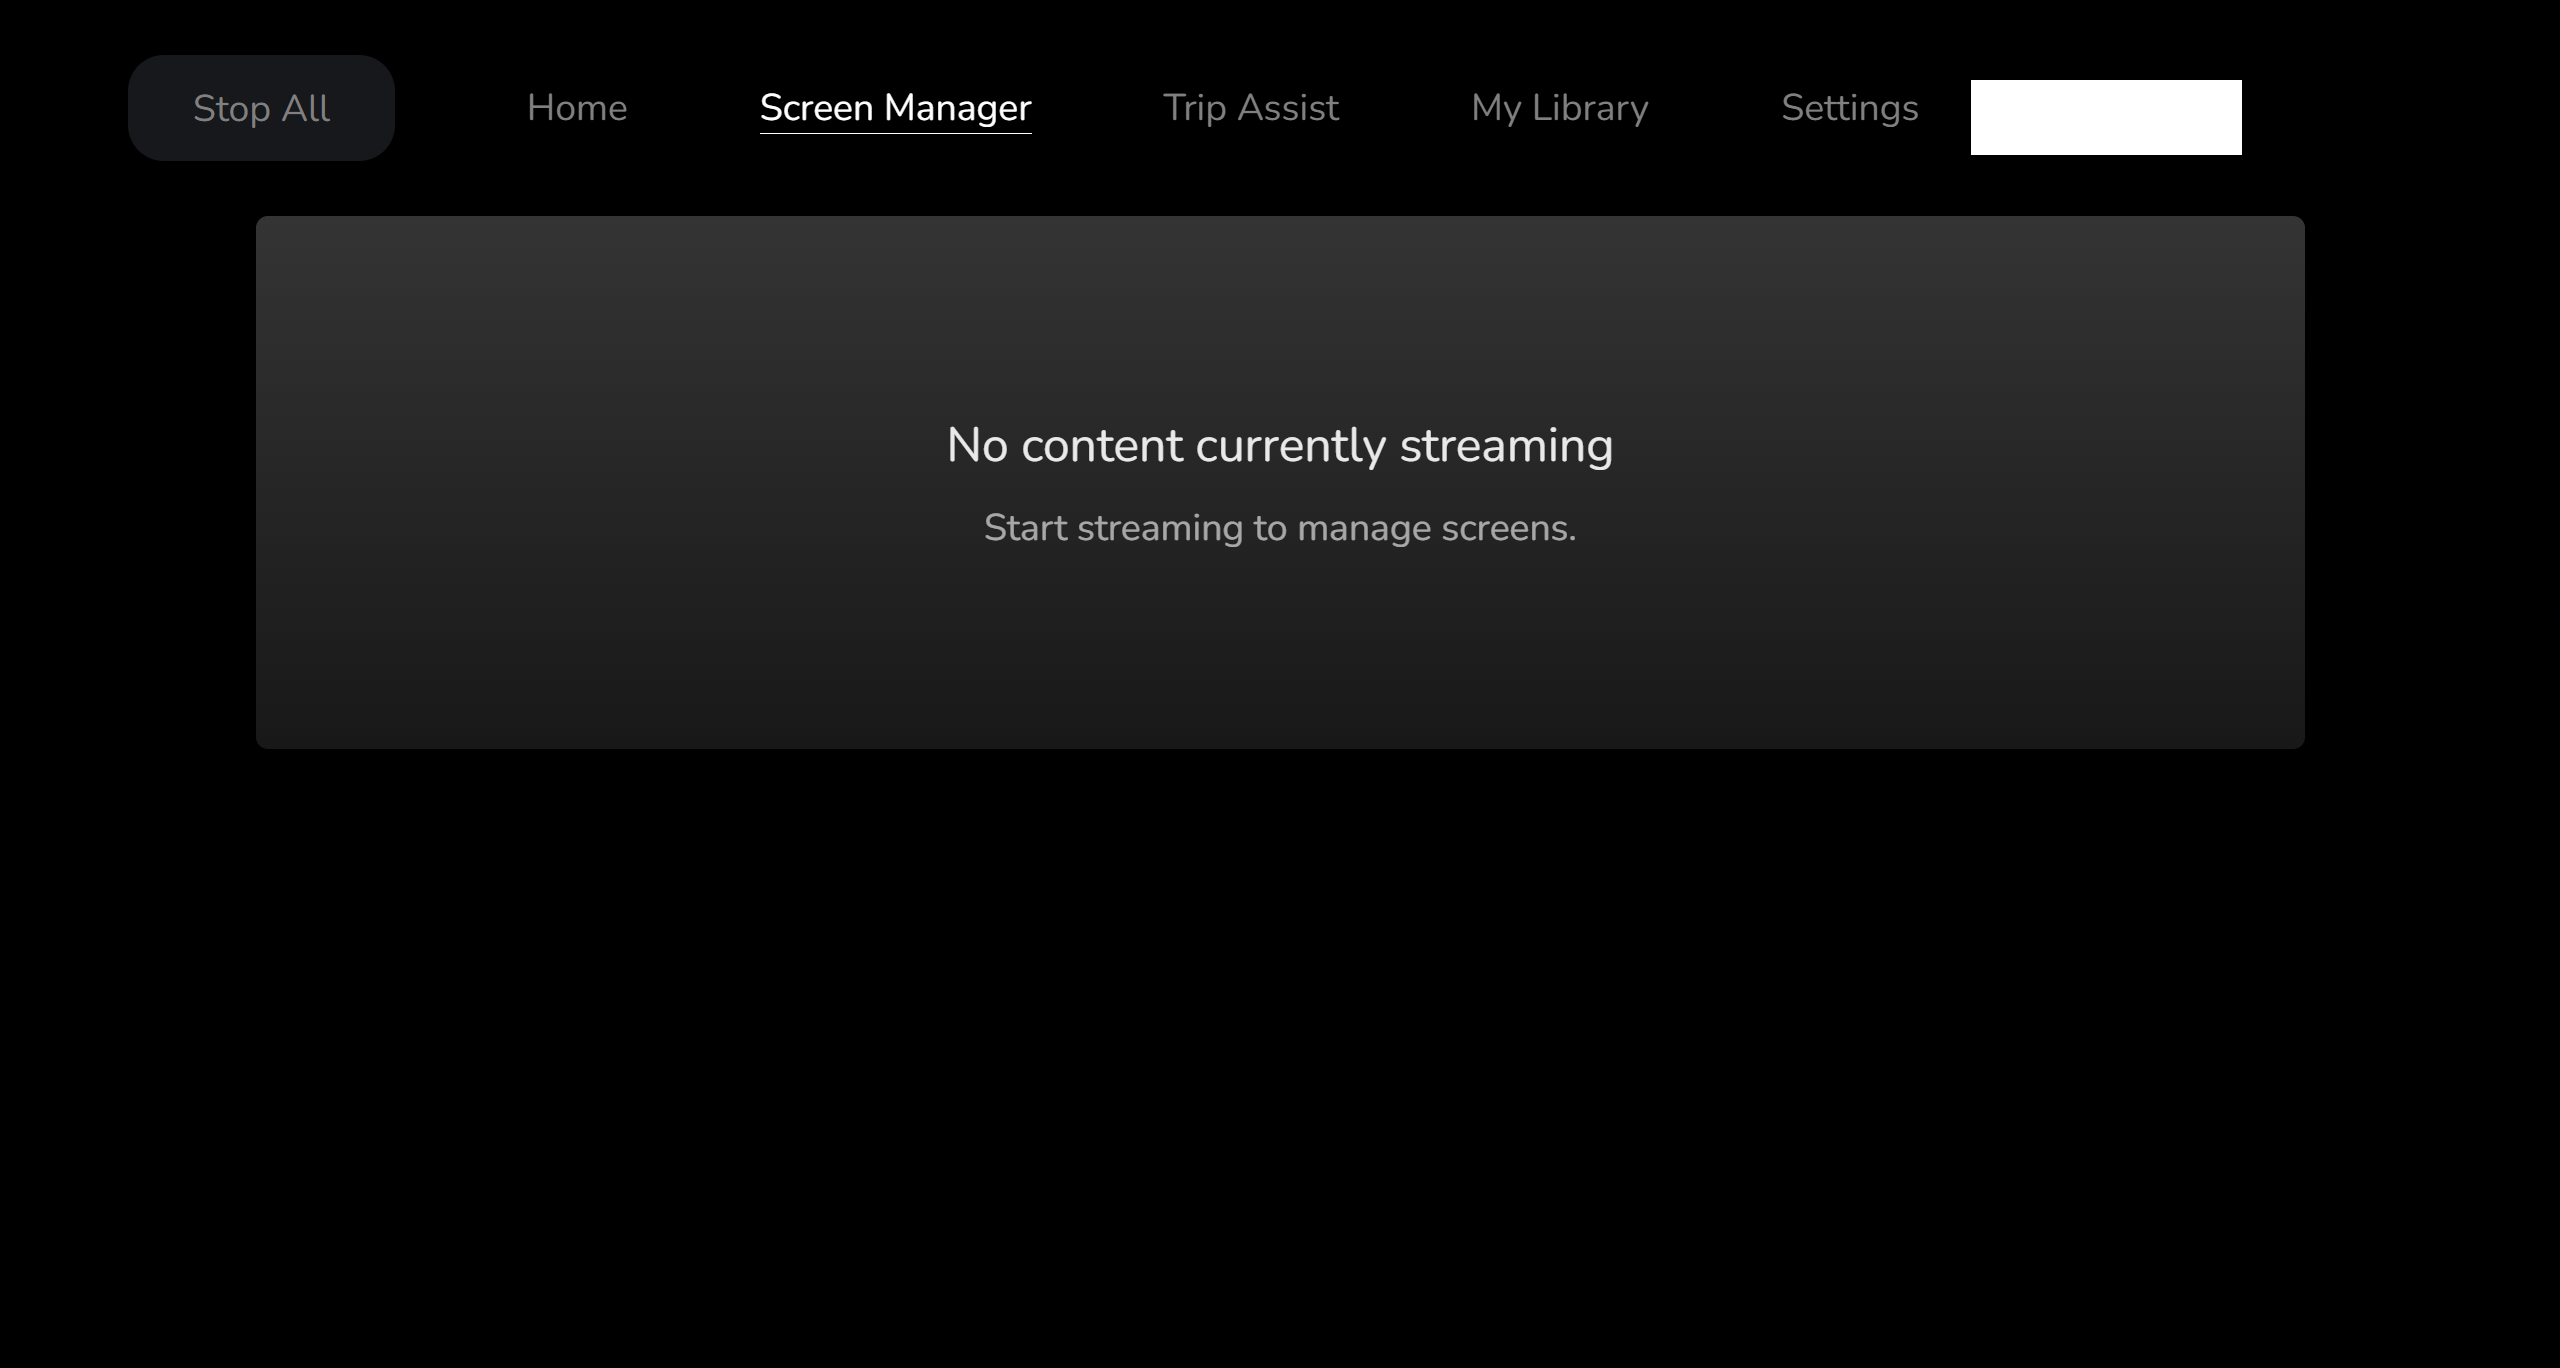 Stop All
Home
Screen Manager
Trip Assist
My Library
Settings
No content currently streaming
Start streaming to manage screens.